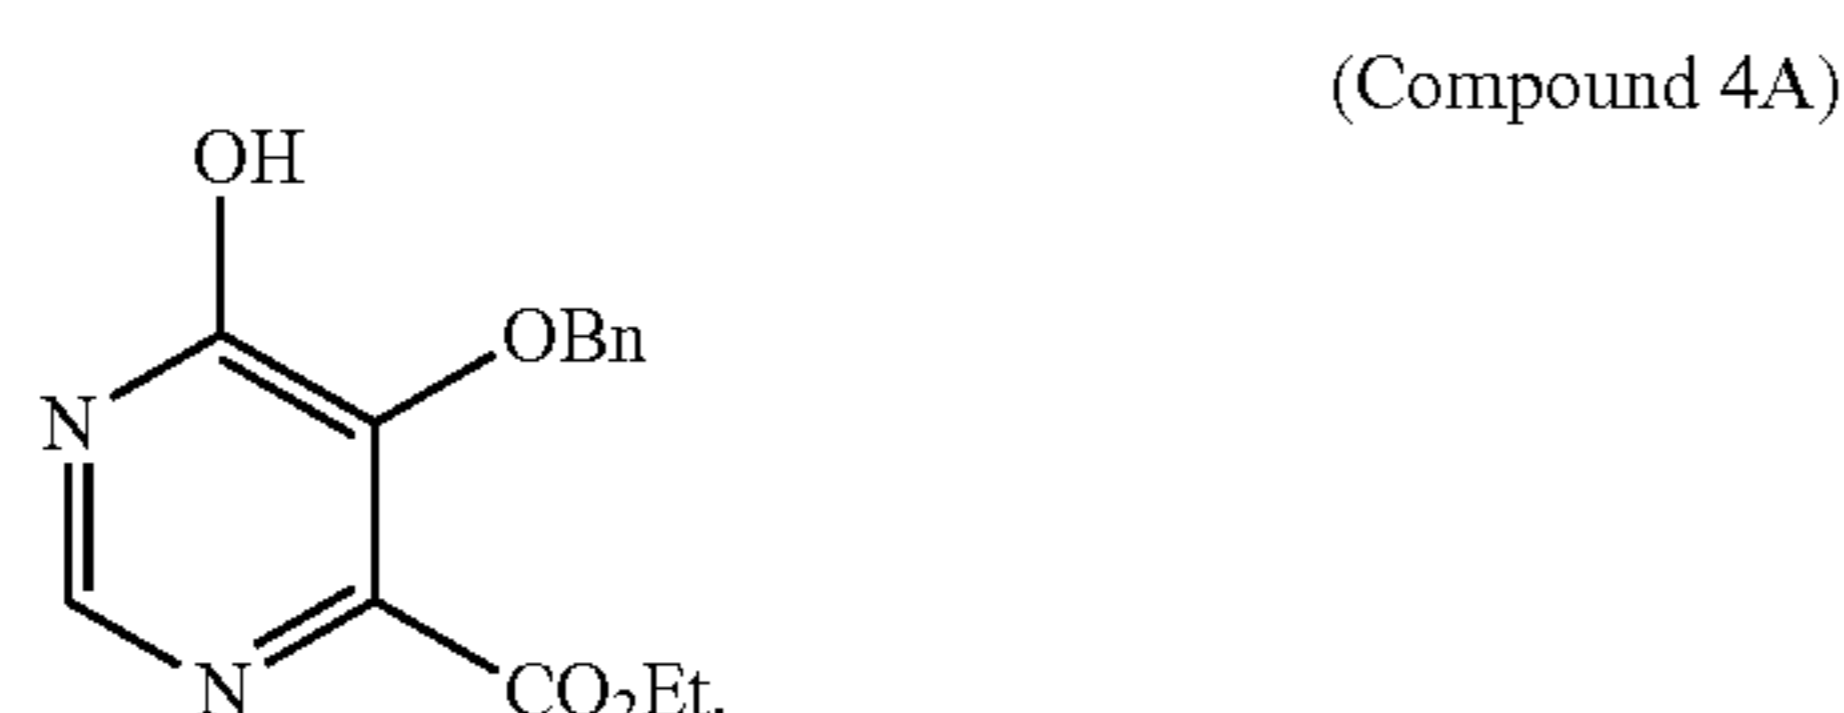 (Compound 4A)
OH
OBn
N
N
CO₂Et.